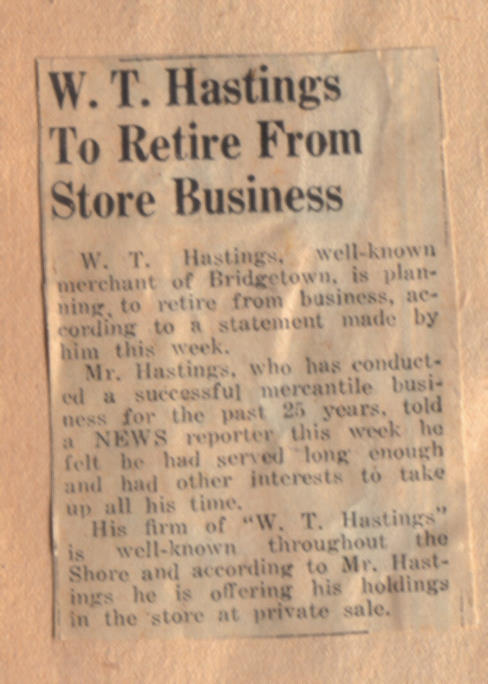 W. T. Hastings
To Retire From
Store Business
W. T. Hastings, well-known
merchant of Bridgetown, is plan-
ning to retire from business, ac-
cording to a statement made by
him this week.
Mr. Hastings, who has conduct-
ed a successful mercantile busi-
ness for the past 25 years, told
a NEWS reporter this week he
felt he had served long enough
and had other interests to take
up all his time.
His firm of "W. T. Hastings"
is well-known throughout the
Shore and according to Mr. Hast-
ings he is offering his holdings
in the store at private sale.